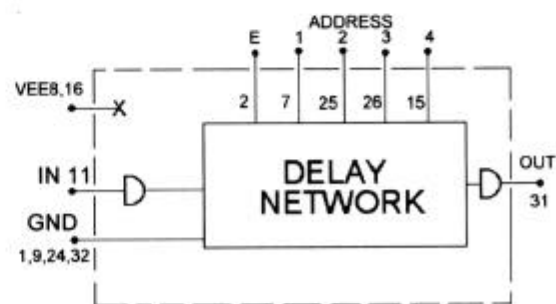 ADDRESS
E 1 2 3 4
VEE8,16
2 7 25 26 15
X
IN 11
DELAY
NETWORK
OUT
31
GND
1,9,24,32